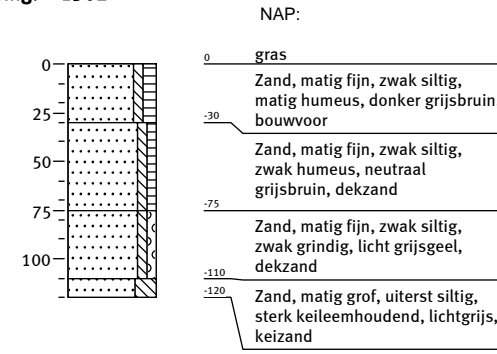 NAP:
0
25
50
75
100
0 gras
Zand, matig fijn, zwak siltig,
matig humeus, donker grijsbruin,
bouwvoor
-30
Zand, matig fijn, zwak siltig,
zwak humeus, neutraal
grijsbruin, dekzand
-75
Zand, matig fijn, zwak siltig,
zwak grindig, licht grijsgeel,
dekzand
-110
-120
Zand, matig grof, uiterst siltig,
sterk keileemhoudend, lichtgrijs,
keizand